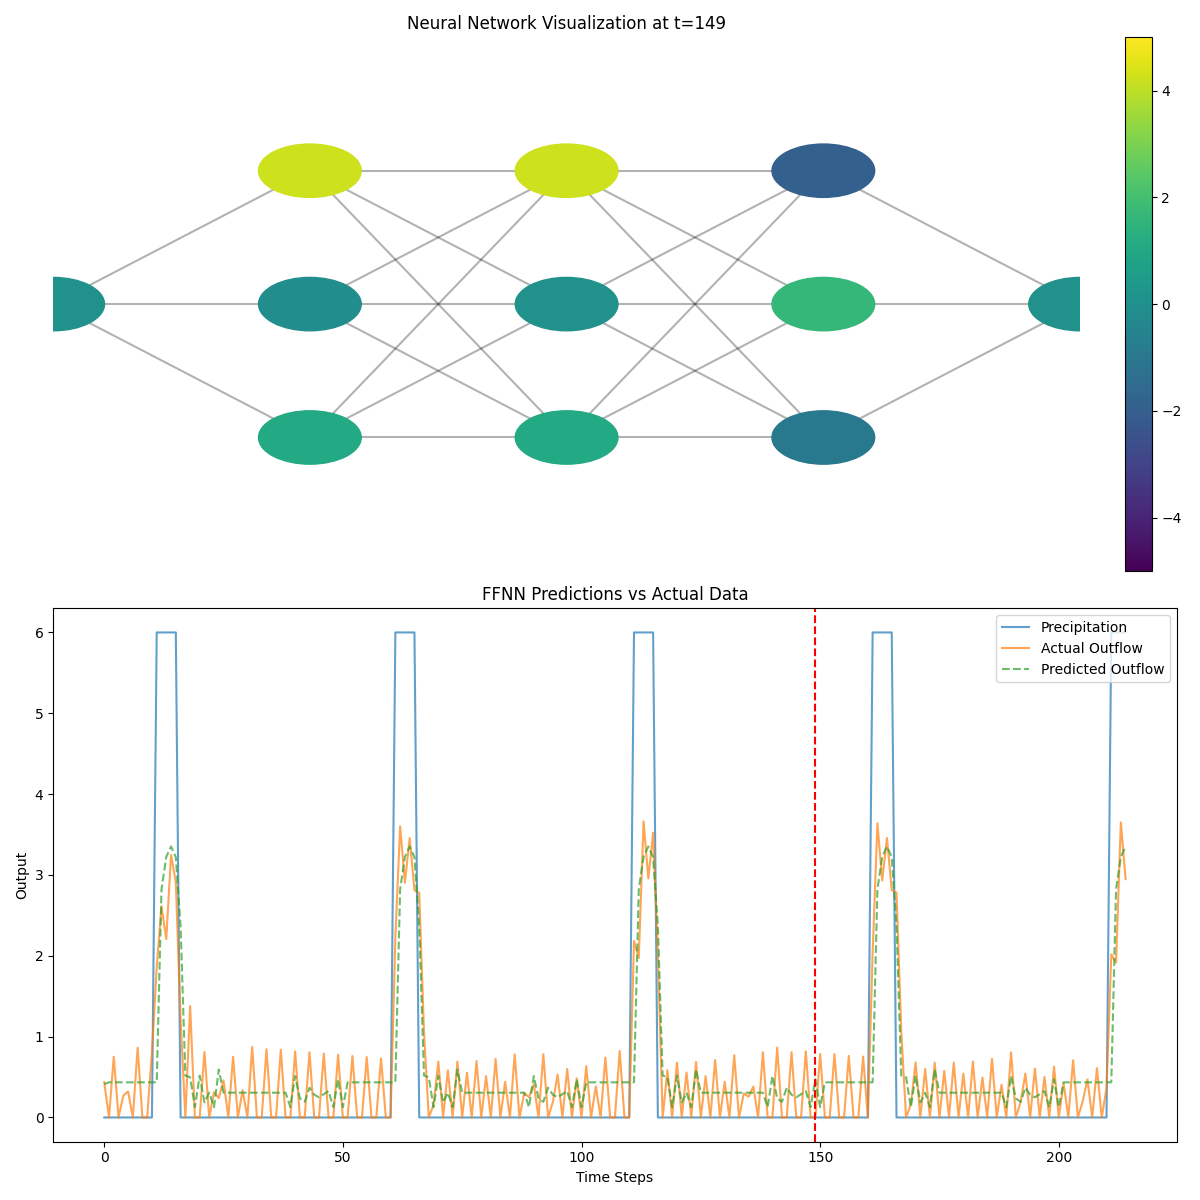 Neural Network Visualization at t=149
4
2
0
−2
−4
FFNN Predictions vs Actual Data
Precipitation
Actual Outflow
Predicted Outflow
6
5
4
3
2
1
0
Output
0 50 100 150 200
Time Steps